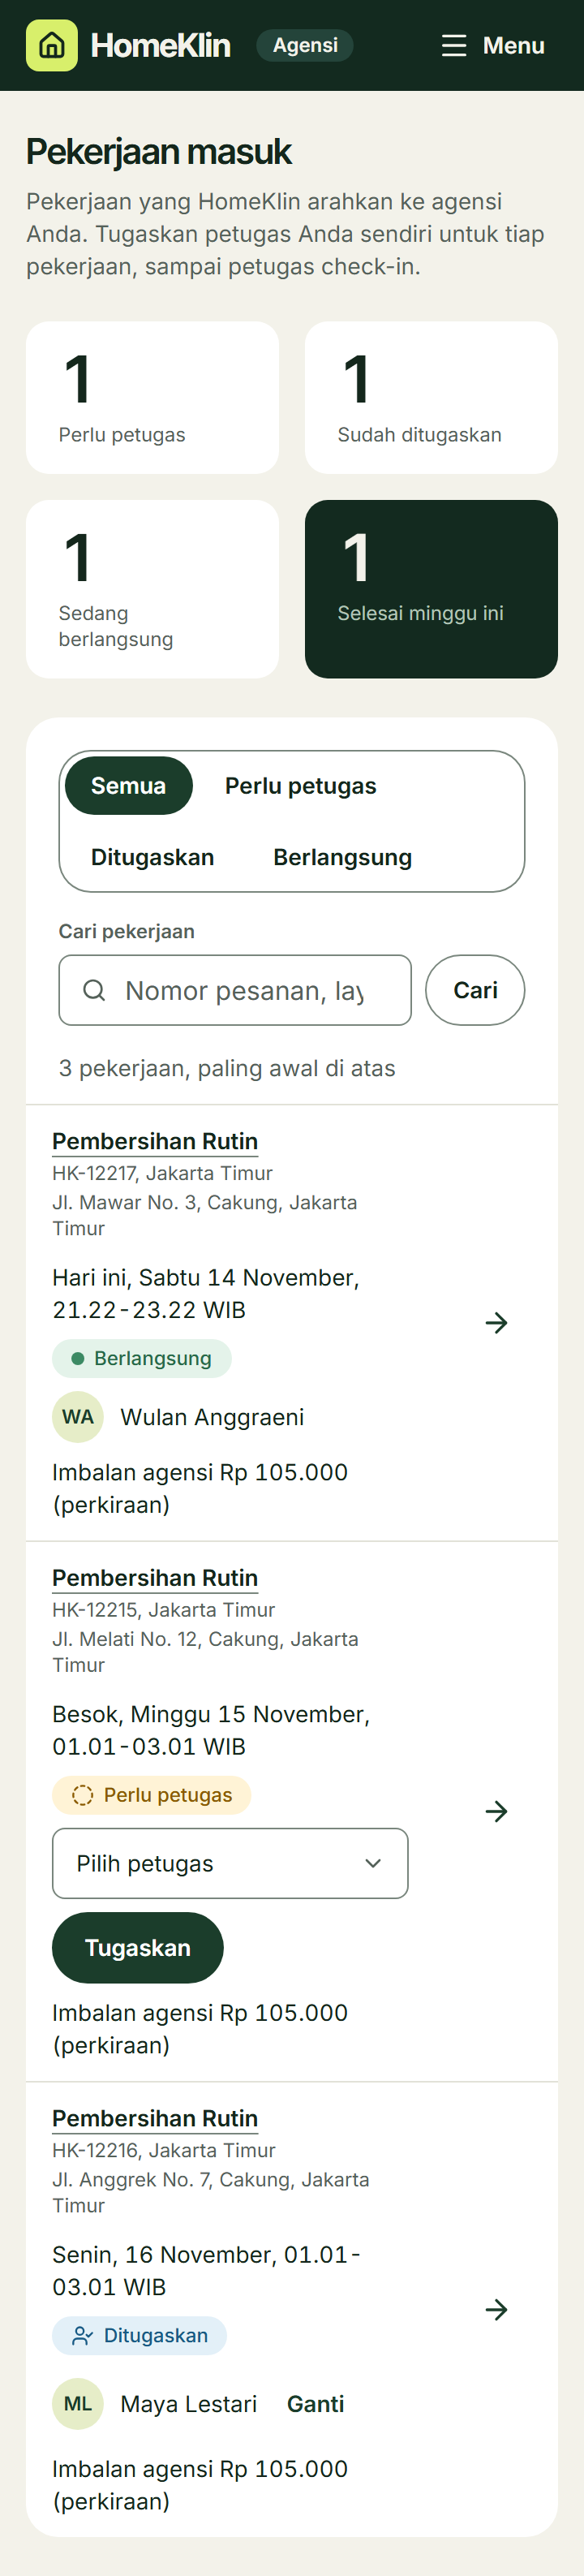 HomeKlin
Agensi
Menu
Pekerjaan masuk
Pekerjaan yang HomeKlin arahkan ke agensi
Anda. Tugaskan petugas Anda sendiri untuk tiap
pekerjaan, sampai petugas check-in.
1
Perlu petugas
1
Sudah ditugaskan
1
Sedang
berlangsung
1
Selesai minggu ini
Semua
Perlu petugas
Ditugaskan
Berlangsung
Cari pekerjaan
Nomor pesanan, lay
Cari
3 pekerjaan, paling awal di atas
Pembersihan Rutin
HK-12217, Jakarta Timur
Jl. Mawar No. 3, Cakung, Jakarta
Timur
Hari ini, Sabtu 14 November,
21.22-23.22 WIB
Berlangsung
WA
Wulan Anggraeni
Imbalan agensi Rp 105.000
(perkiraan)
Pembersihan Rutin
HK-12215, Jakarta Timur
Jl. Melati No. 12, Cakung, Jakarta
Timur
Besok, Minggu 15 November,
01.01-03.01 WIB
Perlu petugas
Pilih petugas
Tugaskan
Imbalan agensi Rp 105.000
(perkiraan)
Pembersihan Rutin
HK-12216, Jakarta Timur
Jl. Anggrek No. 7, Cakung, Jakarta
Timur
Senin, 16 November, 01.01-
03.01 WIB
Ditugaskan
ML
Maya Lestari
Ganti
Imbalan agensi Rp 105.000
(perkiraan)